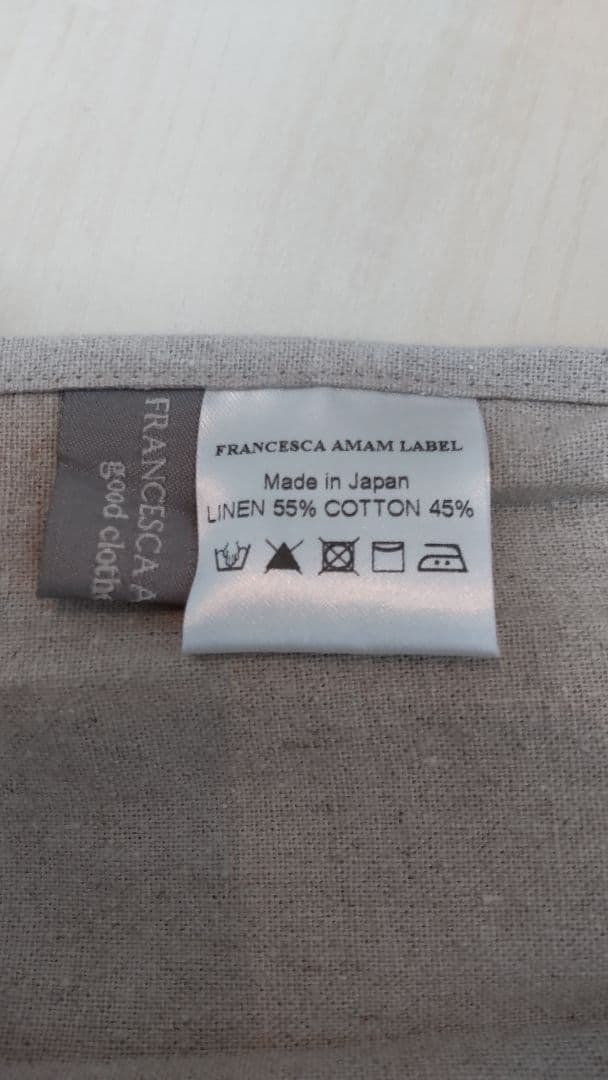 FRANCESCA A
good cloth
FRANCESCA AMAM LABEL
Made in Japan
LINEN 55% COTTON 45%